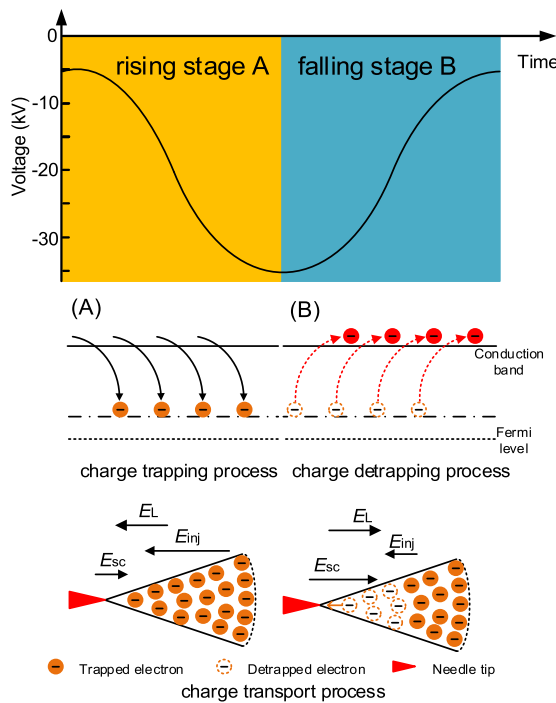 0
-10
-20
-30
Voltage (kV)
Time
rising stage A
falling stage B
(A)
(B)
Conduction
band
Fermi
level
charge trapping process
charge detrapping process
EL
Einj
Esc
EL
Einj
Esc
Trapped electron
Detrapped electron
Needle tip
charge transport process